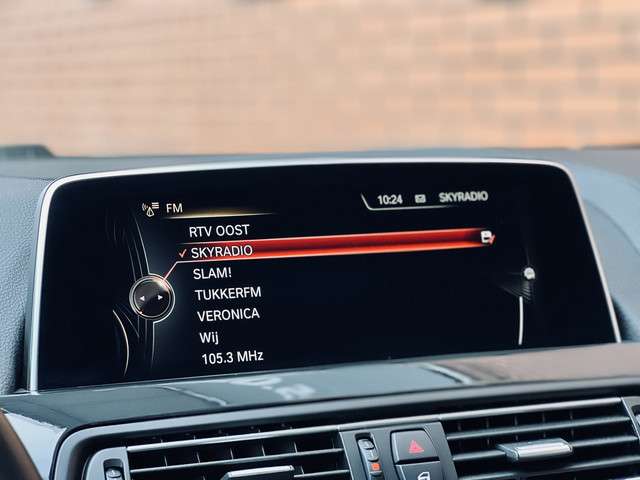 FM
10:24 SKYRADIO
RTV OOST
SKYRADIO
SLAM!
TUKKERFM
VERONICA
Wij
105.3 MHz